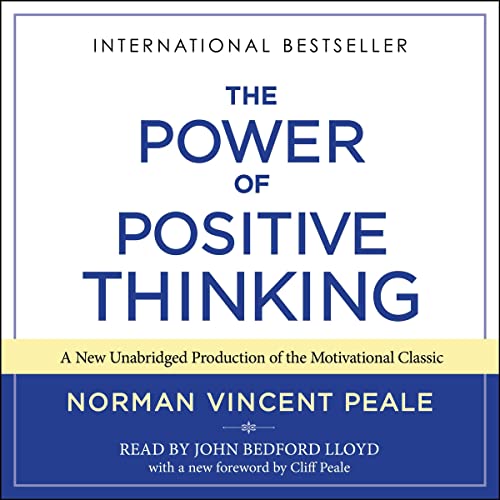 INTERNATIONAL BESTSELLER
THE
POWER
OF
POSITIVE
THINKING
A New Unabridged Production of the Motivational Classic
NORMAN VINCENT PEALE
READ BY JOHN BEDFORD LLOYD
with a new foreword by Cliff Peale